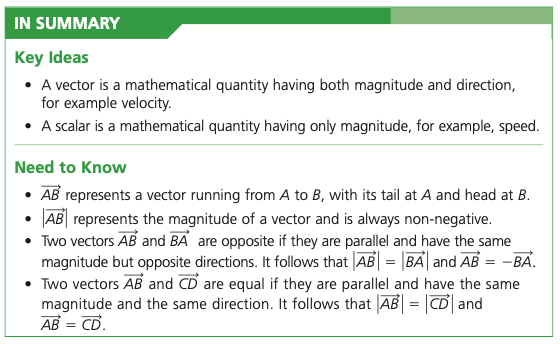 IN SUMMARY
Key Ideas
• A vector is a mathematical quantity having both magnitude and direction,
for example velocity.
• A scalar is a mathematical quantity having only magnitude, for example, speed.
Need to Know
• $\overrightarrow{AB}$ represents a vector running from A to B, with its tail at A and head at B.
• $|\overrightarrow{AB}|$ represents the magnitude of a vector and is always non-negative.
• Two vectors $\overrightarrow{AB}$ and $\overrightarrow{BA}$ are opposite if they are parallel and have the same
magnitude but opposite directions. It follows that $|\overrightarrow{AB}| = |\overrightarrow{BA}|$ and $\overrightarrow{AB} = -\overrightarrow{BA}$.
• Two vectors $\overrightarrow{AB}$ and $\overrightarrow{CD}$ are equal if they are parallel and have the same
magnitude and the same direction. It follows that $|\overrightarrow{AB}| = |\overrightarrow{CD}|$ and
$\overrightarrow{AB} = \overrightarrow{CD}$.